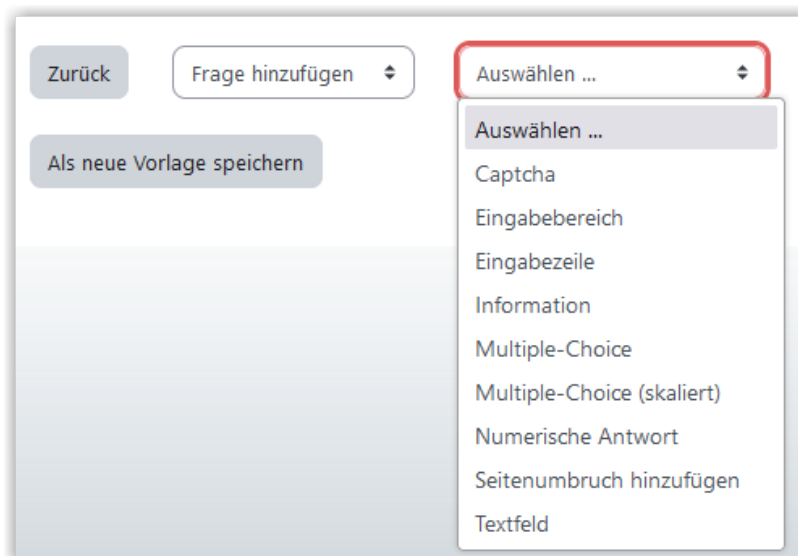 Zurück
Frage hinzufügen
Auswählen ...
Als neue Vorlage speichern
Auswählen ...
Captcha
Eingabebereich
Eingabezeile
Information
Multiple-Choice
Multiple-Choice (skaliert)
Numerische Antwort
Seitenumbruch hinzufügen
Textfeld